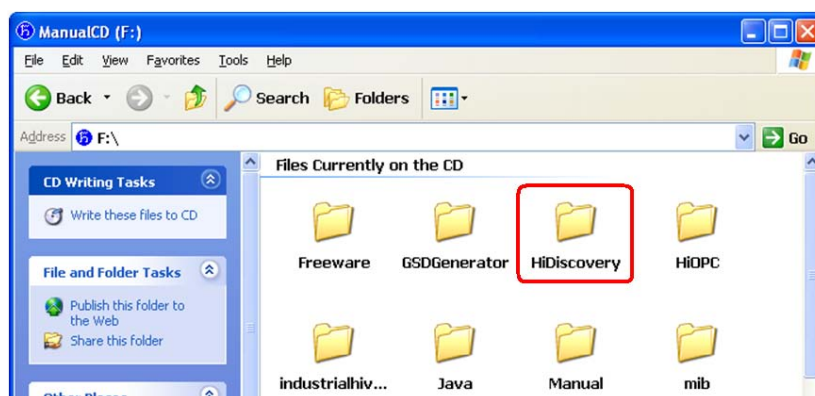 ManualCD (F:)
File Edit View Favorites Tools Help
Back Search Folders
Address F:\ Go
CD Writing Tasks
Write these files to CD
File and Folder Tasks
Publish this folder to
the Web
Share this folder
Other Places
Files Currently on the CD
Freeware GSDGenerator HiDiscovery HiOPC
industrialhiv... Java Manual mib